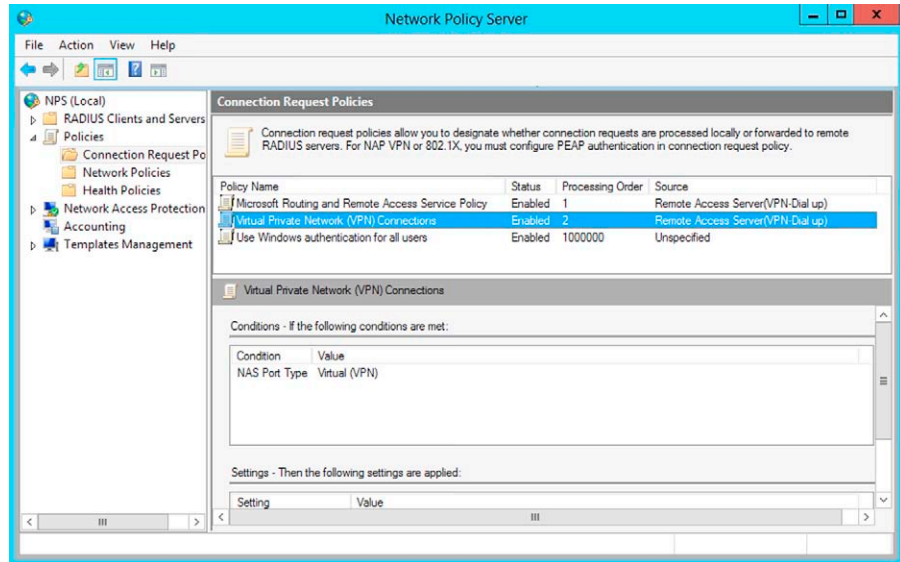 Network Policy Server
File Action View Help
NPS (Local)
RADIUS Clients and Servers
Policies
Connection Request Po
Network Policies
Health Policies
Network Access Protection
Accounting
Templates Management
Connection Request Policies
Connection request policies allow you to designate whether connection requests are processed locally or forwarded to remote
RADIUS servers. For NAP VPN or 802.1X, you must configure PEAP authentication in connection request policy.
Policy Name Status Processing Order Source
Microsoft Routing and Remote Access Service Policy Enabled 1 Remote Access Server(VPN-Dial up)
Virtual Private Network (VPN) Connections Enabled 2 Remote Access Server(VPN-Dial up)
Use Windows authentication for all users Enabled 1000000 Unspecified
Virtual Private Network (VPN) Connections
Conditions - If the following conditions are met:
Condition Value
NAS Port Type Virtual (VPN)
Settings - Then the following settings are applied:
Setting Value